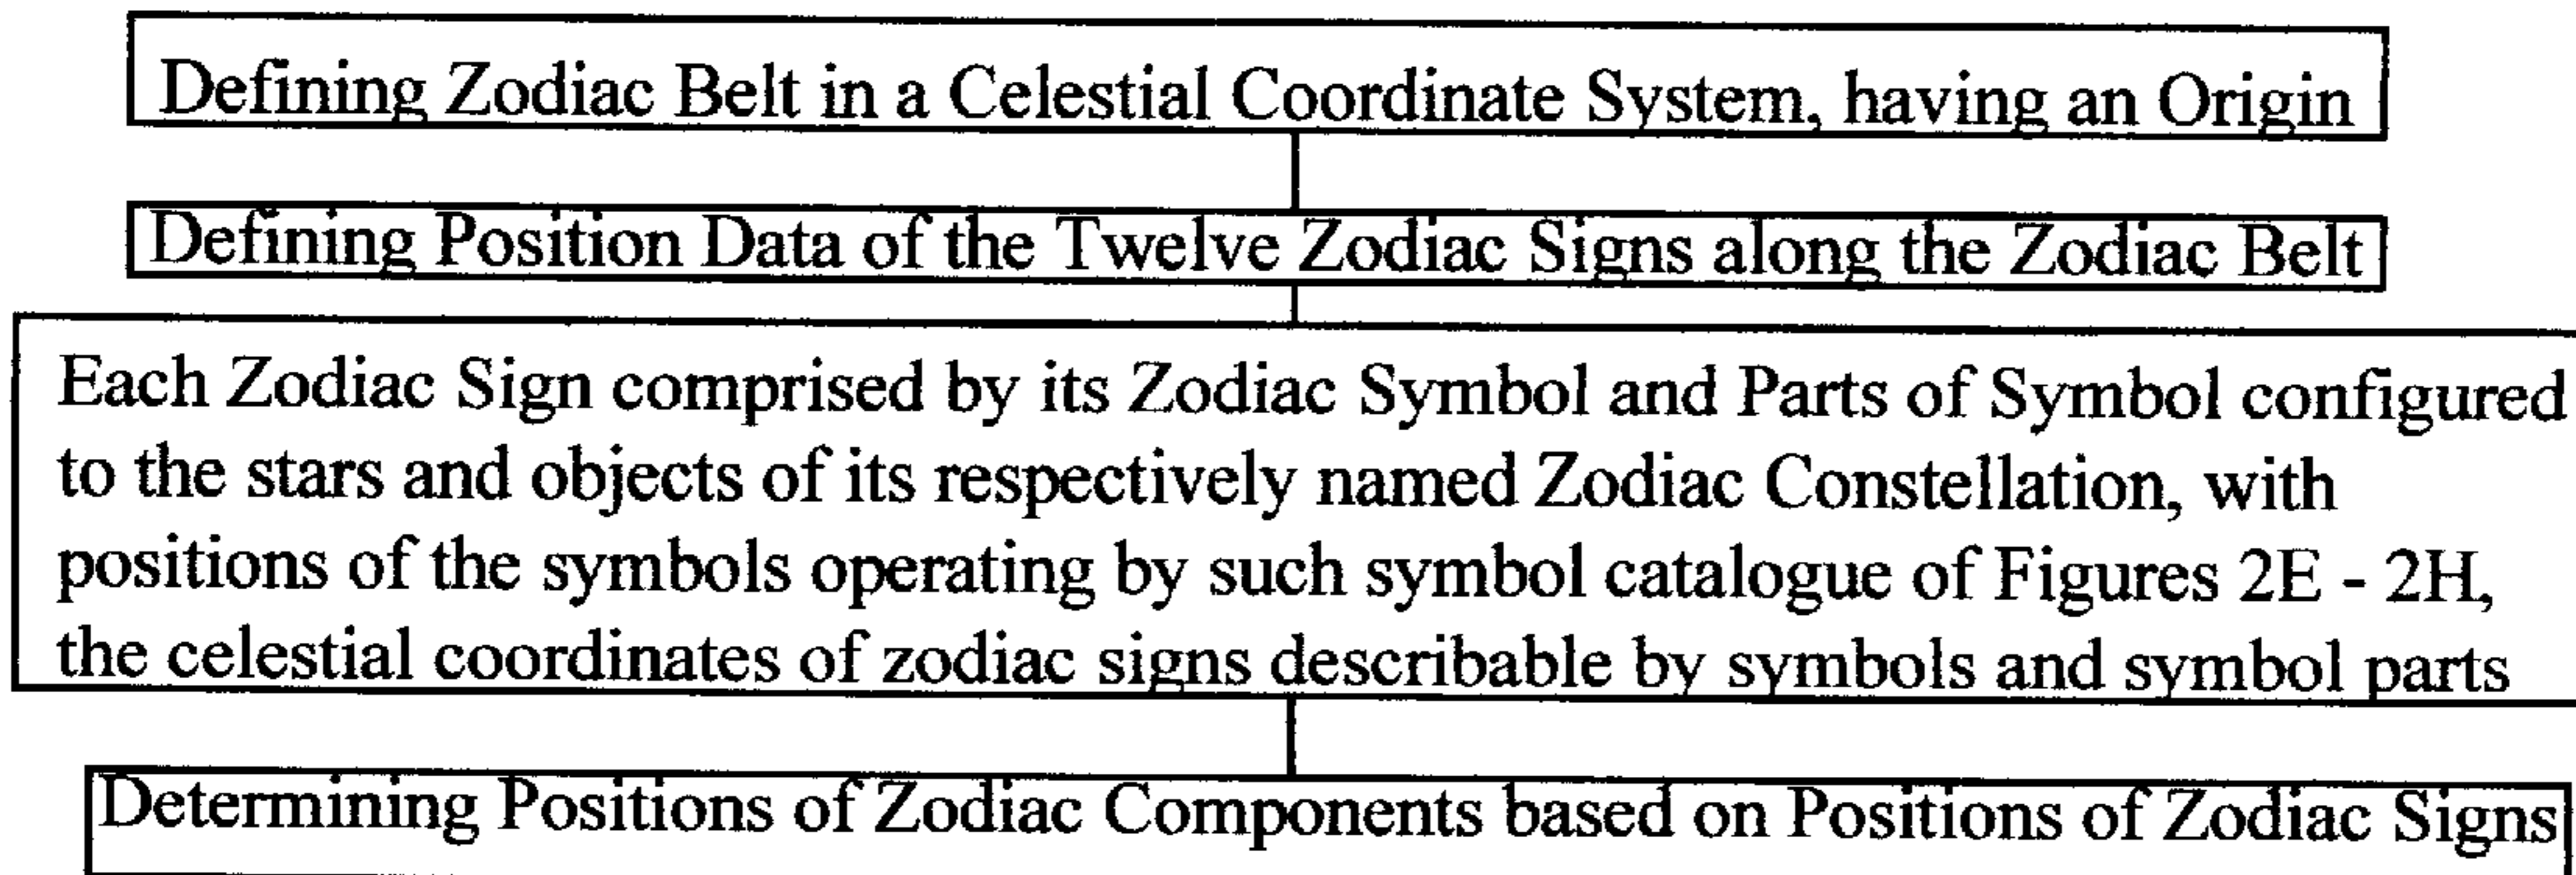 Defining Zodiac Belt in a Celestial Coordinate System, having an Origin
Defining Position Data of the Twelve Zodiac Signs along the Zodiac Belt
Each Zodiac Sign comprised by its Zodiac Symbol and Parts of Symbol configured
to the stars and objects of its respectively named Zodiac Constellation, with
positions of the symbols operating by such symbol catalogue of Figures 2E - 2H,
the celestial coordinates of zodiac signs describable by symbols and symbol parts
Determining Positions of Zodiac Components based on Positions of Zodiac Signs